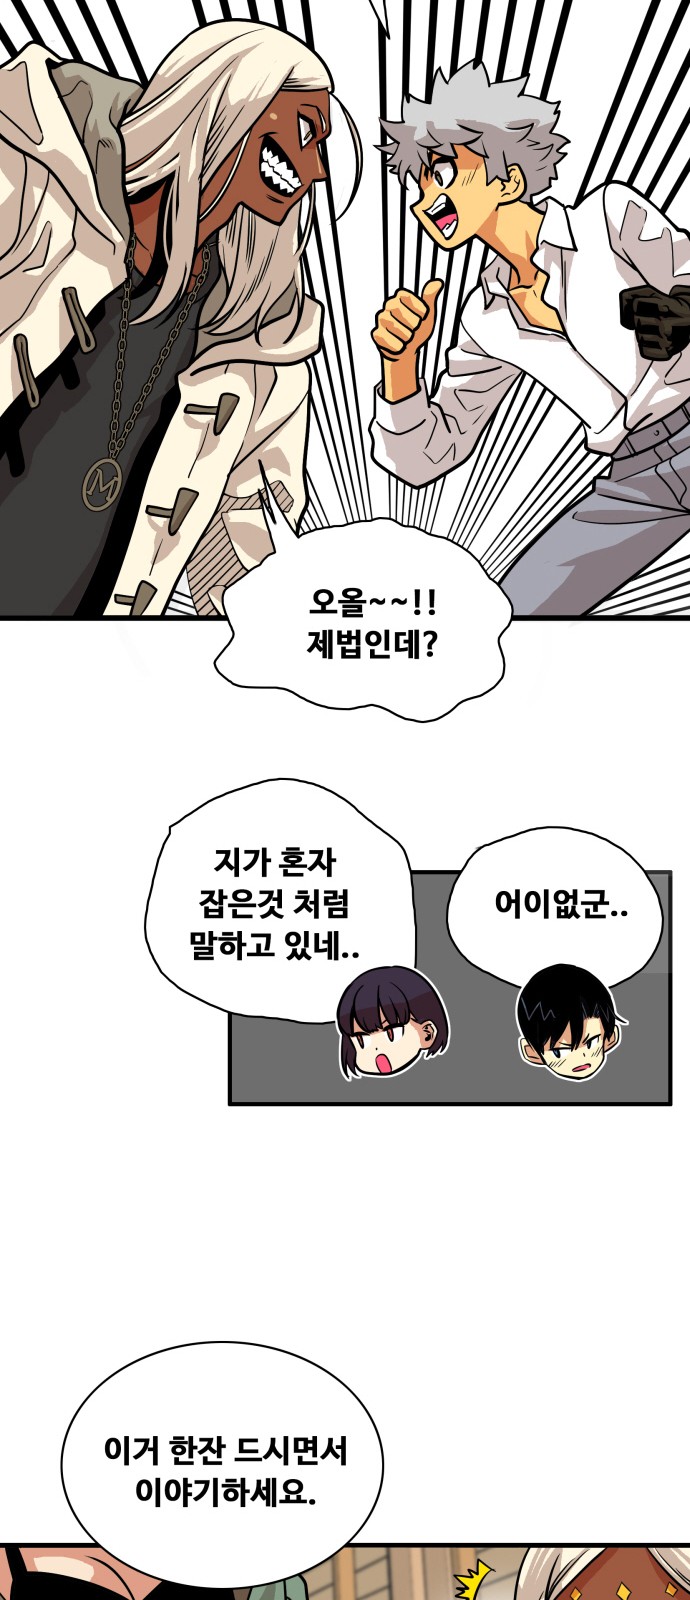 M
오올~~!!
제법인데?
지가 혼자
잡은것 처럼
말하고 있네..
어이없군..
이거 한잔 드시면서
이야기하세요.